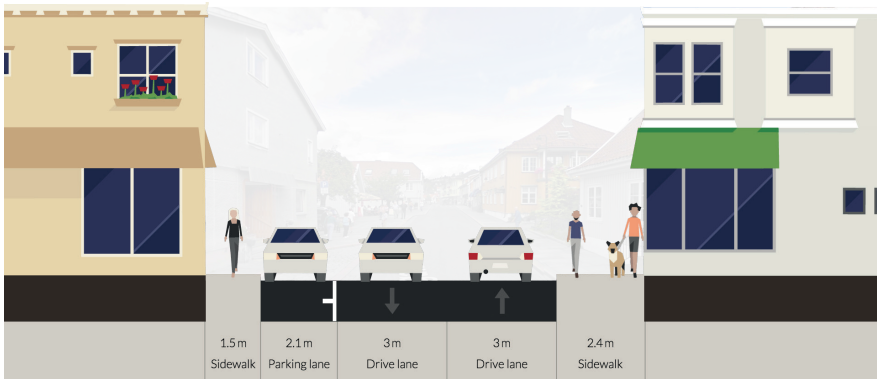 1.5 m
Sidewalk
2.1 m
Parking lane
3 m
Drive lane
3 m
Drive lane
2.4 m
Sidewalk